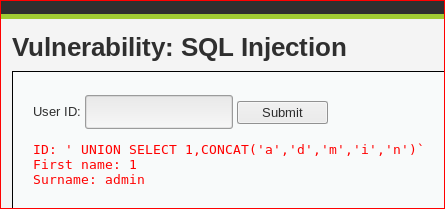 Vulnerability: SQL Injection
User ID: Submit
ID: ' UNION SELECT 1,CONCAT('a','d','m','i','n')`
First name: 1
Surname: admin